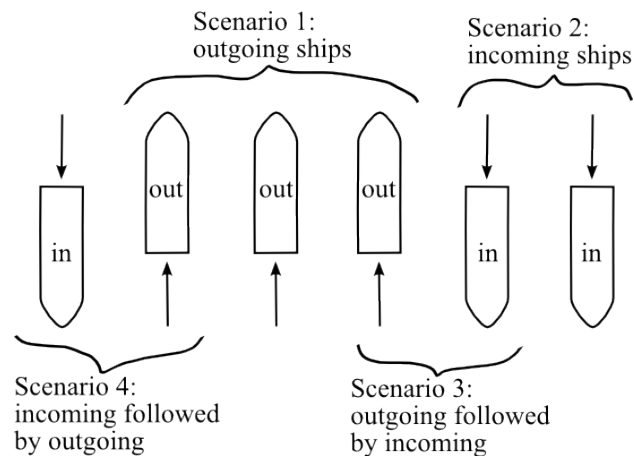 Scenario 1:
outgoing ships
Scenario 2:
incoming ships
in
out
out
out
in
in
Scenario 4:
incoming followed
by outgoing
Scenario 3:
outgoing followed
by incoming